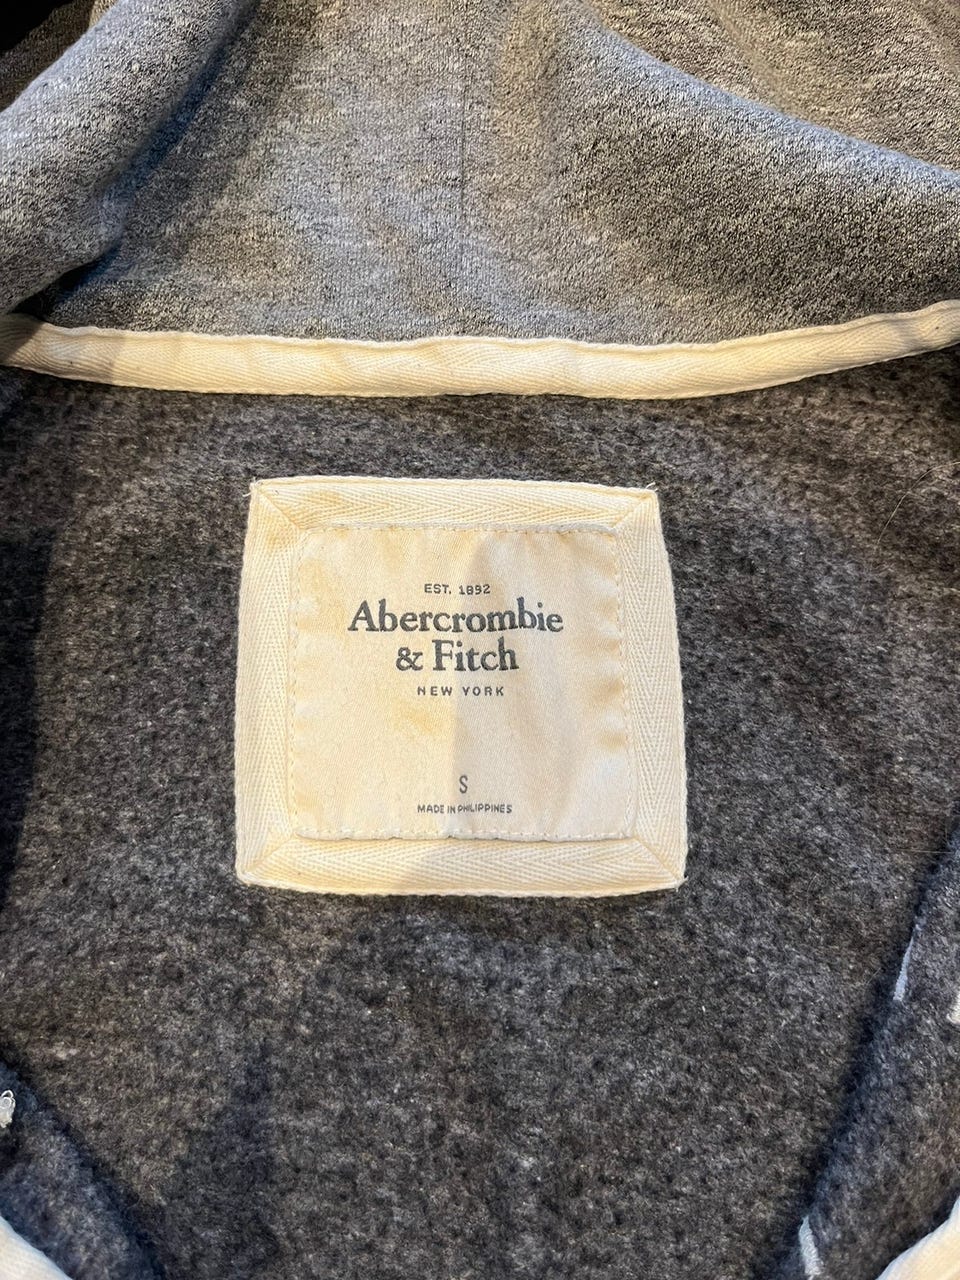 EST. 1892
Abercrombie
& Fitch
NEW YORK
S
MADE IN PHILIPPINES